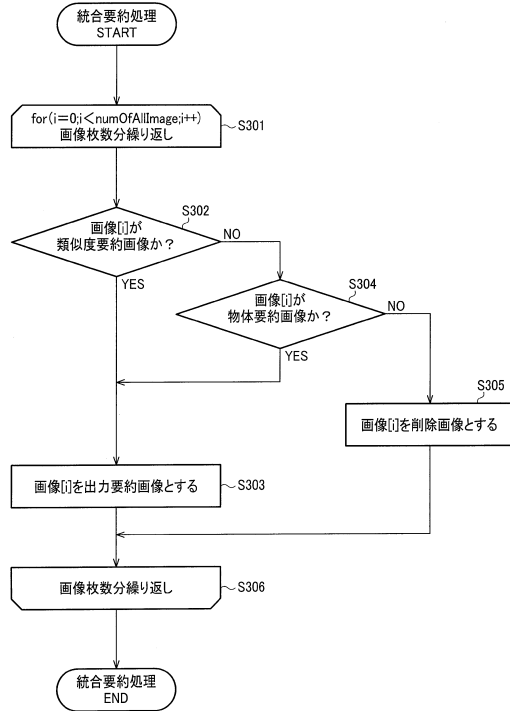 統合要約処理
START
for(i=0;i<numOfAllImage;i++)
画像枚数分繰り返し
S301
画像[i]が
類似度要約画像か？
S302
NO
YES
画像[i]が
物体要約画像か？
S304
NO
YES
画像[i]を削除画像とする
S305
画像[i]を出力要約画像とする
S303
画像枚数分繰り返し
S306
統合要約処理
END